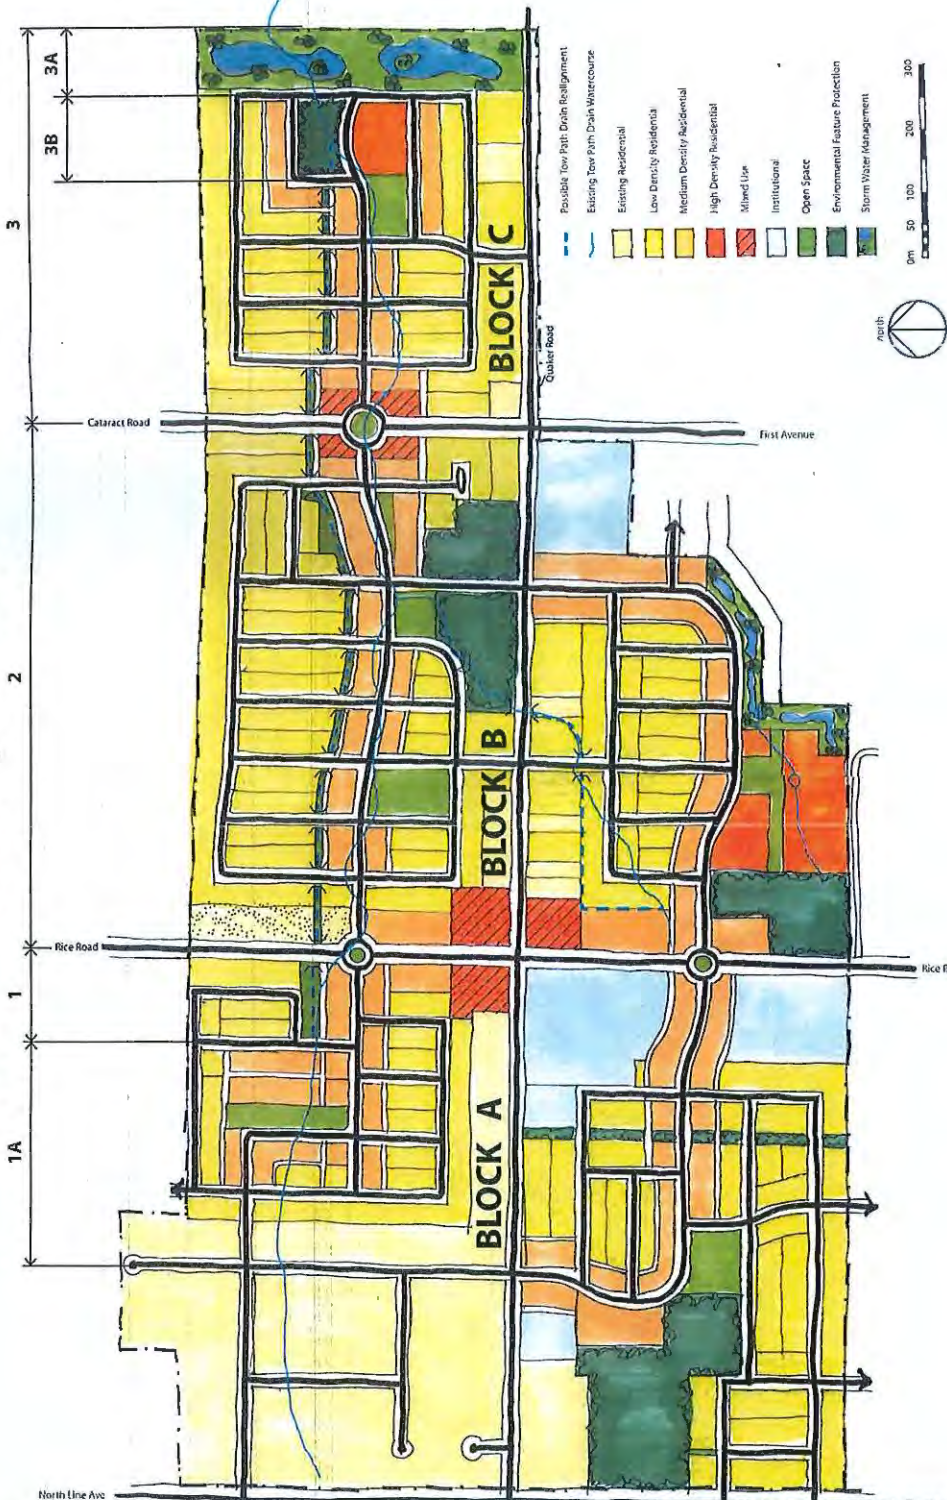 3
3A
3B
2
1
1A
Cataract Road
First Avenue
Quaker Road
Rice Road
Rice R
North Line Ave
BLOCK A
BLOCK B
BLOCK C
Possible Tow Path Drain Realignment
Existing Tow Path Drain Watercourse
Existing Residential
Low Density Residential
Medium Density Residential
High Density Residential
Mixed Use
Institutional
Open Space
Environmental Feature Protection
Storm Water Management
north
0m 50 100 200 300